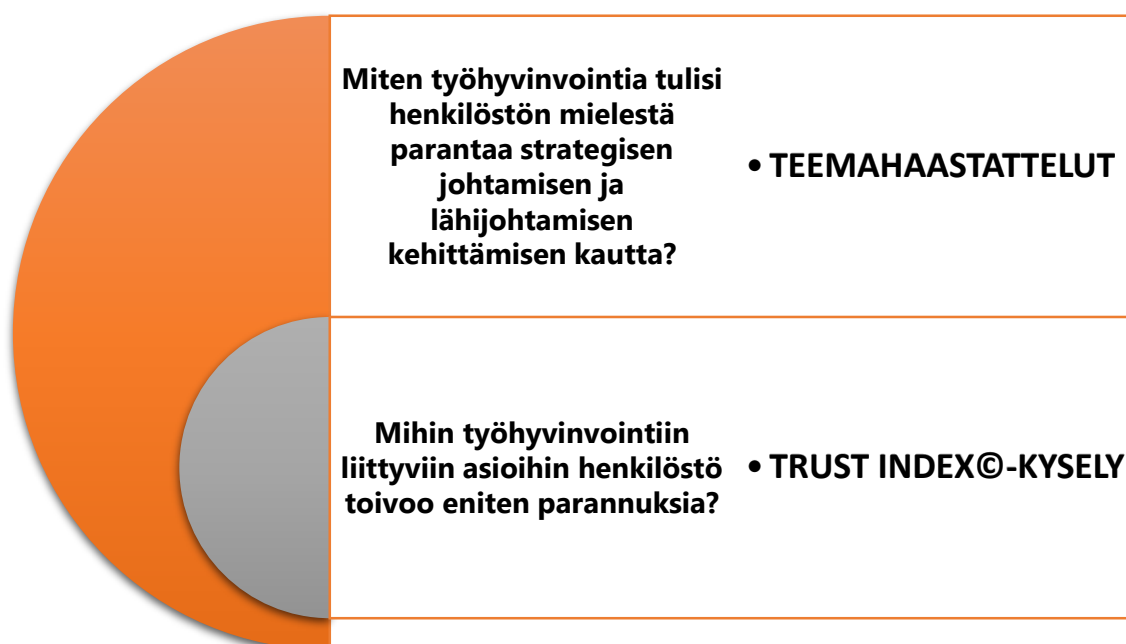 Miten työhyvinvointia tulisi
henkilöstön mielestä
parantaa strategisen
johtamisen ja
lähijohtamisen
kehittämisen kautta?
• TEEMAHAASTATTELUT
Mihin työhyvinvointiin
liittyviin asioihin henkilöstö
toivoo eniten parannuksia?
• TRUST INDEX©-KYSELY